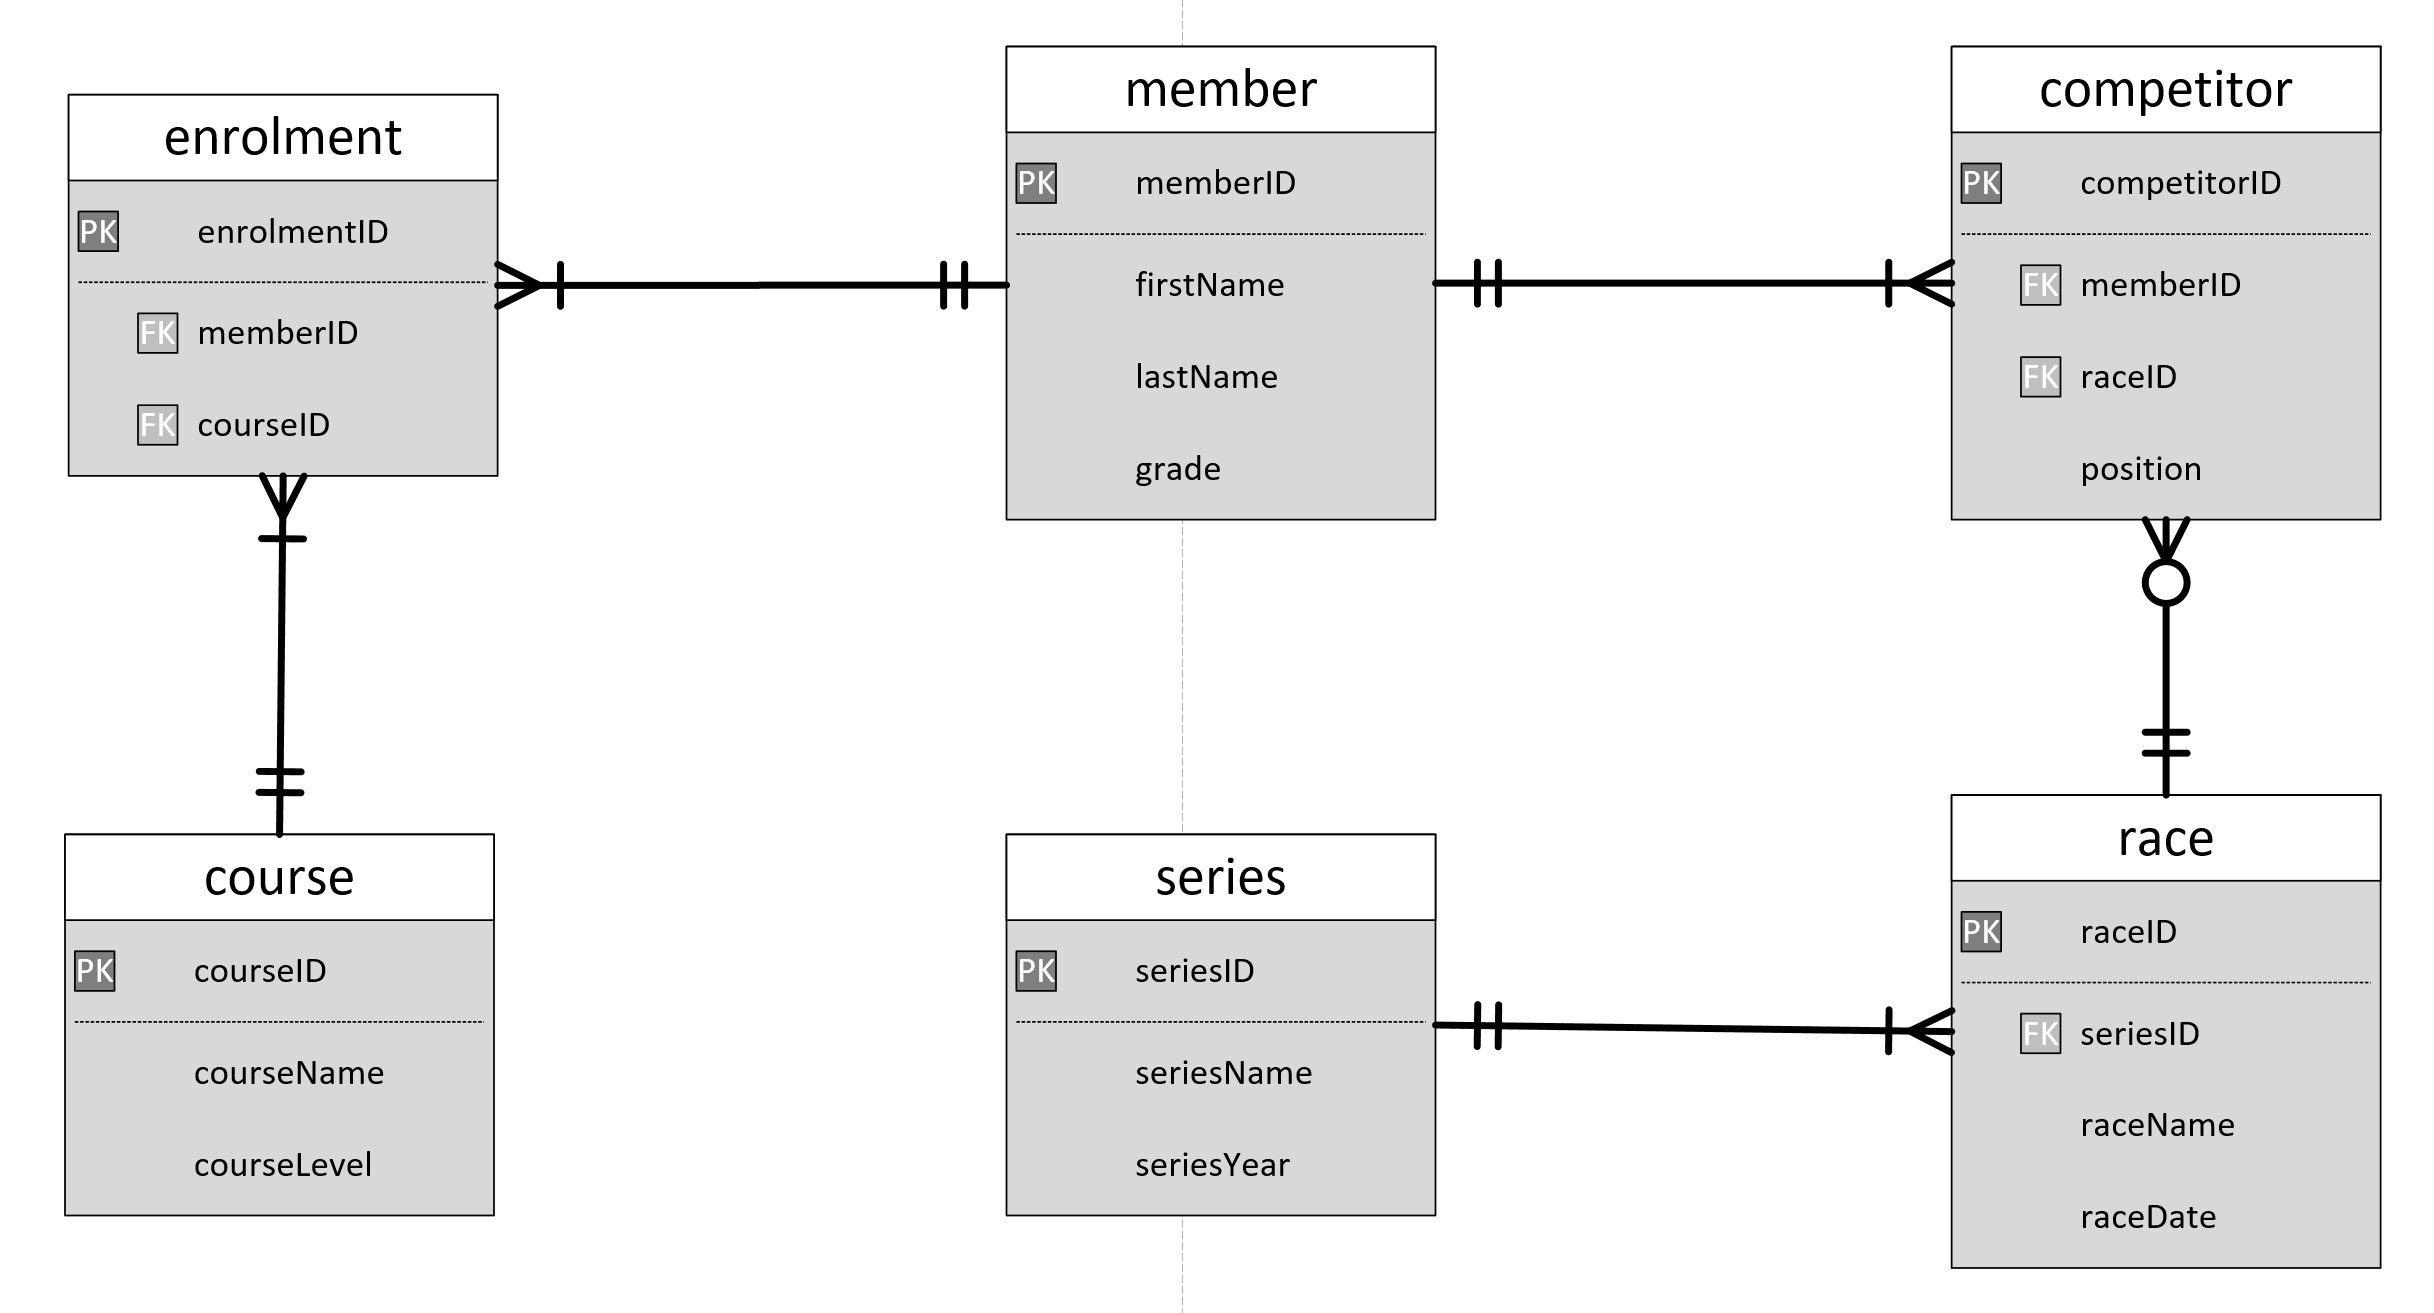 enrolment
PK enrolmentID
FK memberID
FK courseID
member
PK memberID
firstName
lastName
grade
competitor
PK competitorID
FK memberID
FK raceID
position
course
PK courseID
courseName
courseLevel
series
PK seriesID
seriesName
seriesYear
race
PK raceID
FK seriesID
raceName
raceDate